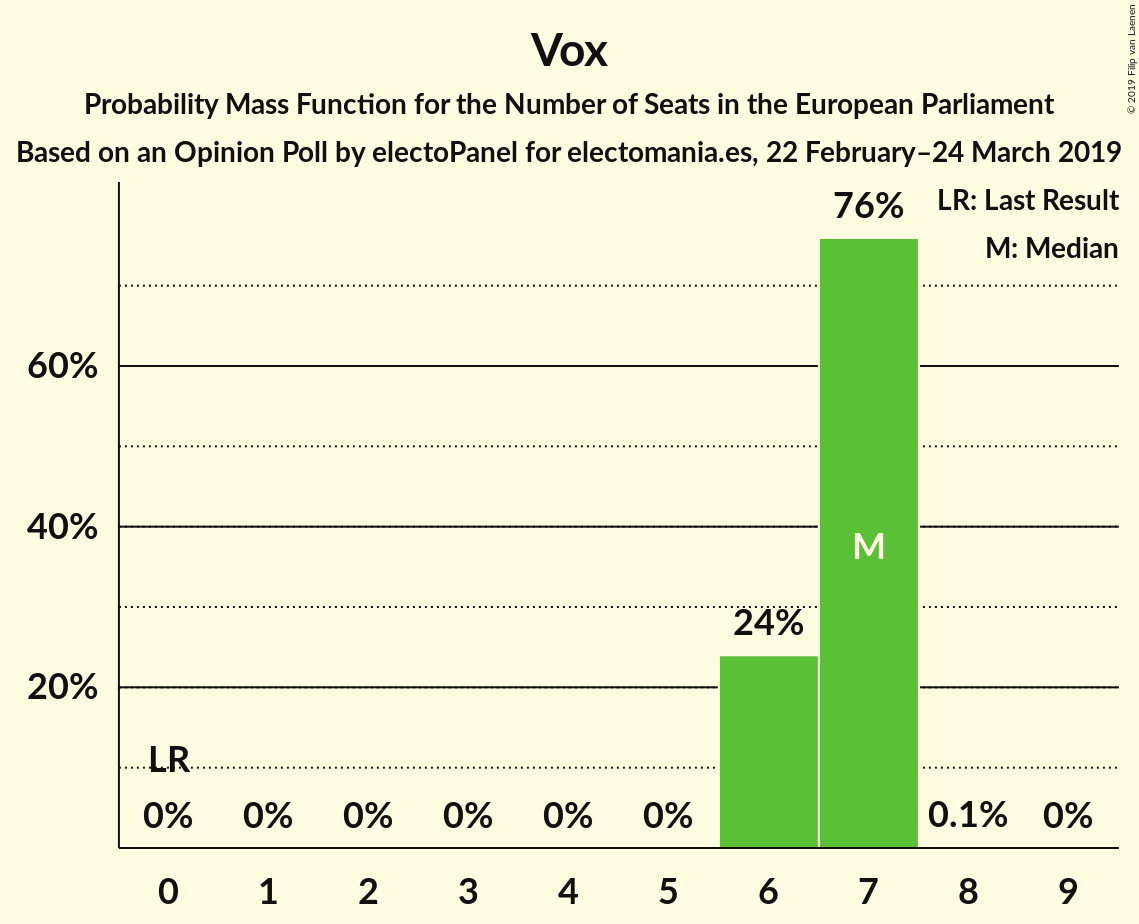 Vox
Probability Mass Function for the Number of Seats in the European Parliament
Based on an Opinion Poll by electoPanel for electomania.es, 22 February–24 March 2019
© 2019 Filip van Laenen
LR: Last Result
M: Median
76%
60%
40%
M
24%
20%
LR
0% 0% 0% 0% 0% 0% 0.1% 0%
0 1 2 3 4 5 6 7 8 9